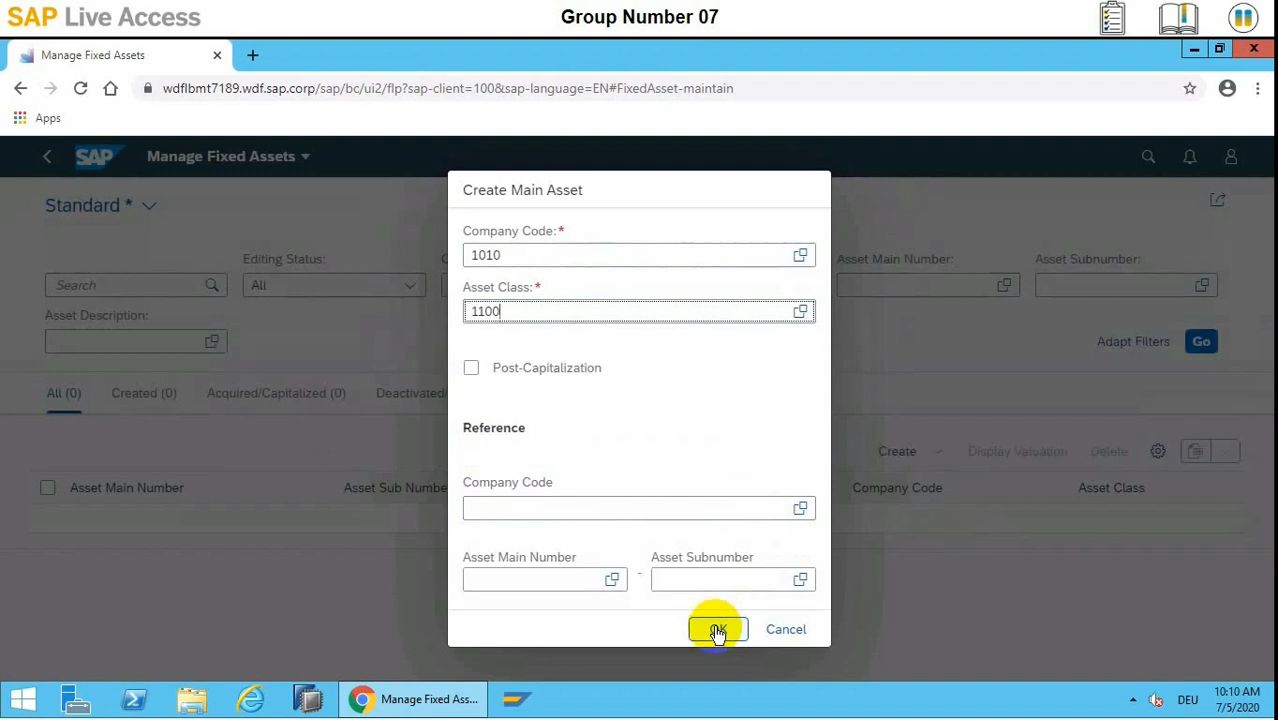 SAP Live Access
Group Number 07
Manage Fixed Assets
wdflbmt7189.wdf.sap.corp/sap/bc/ui2/flp?sap-client=100&sap-language=EN#FixedAsset-maintain
Apps
SAP Manage Fixed Assets
Standard *
Editing Status:
Asset Main Number:
Asset Subnumber:
Search
All
Asset Description:
Adapt Filters
Go
All (0)
Created (0)
Acquired/Capitalized (0)
Deactivated/
Create
Display Valuation
Delete
Asset Main Number
Asset Sub Numbe
Company Code
Asset Class
Create Main Asset
Company Code:*
1010
Asset Class:*
1100
Post-Capitalization
Reference
Company Code
Asset Main Number
Asset Subnumber
-
OK
Cancel
Manage Fixed Ass...
DEU
10:10 AM
7/5/2020